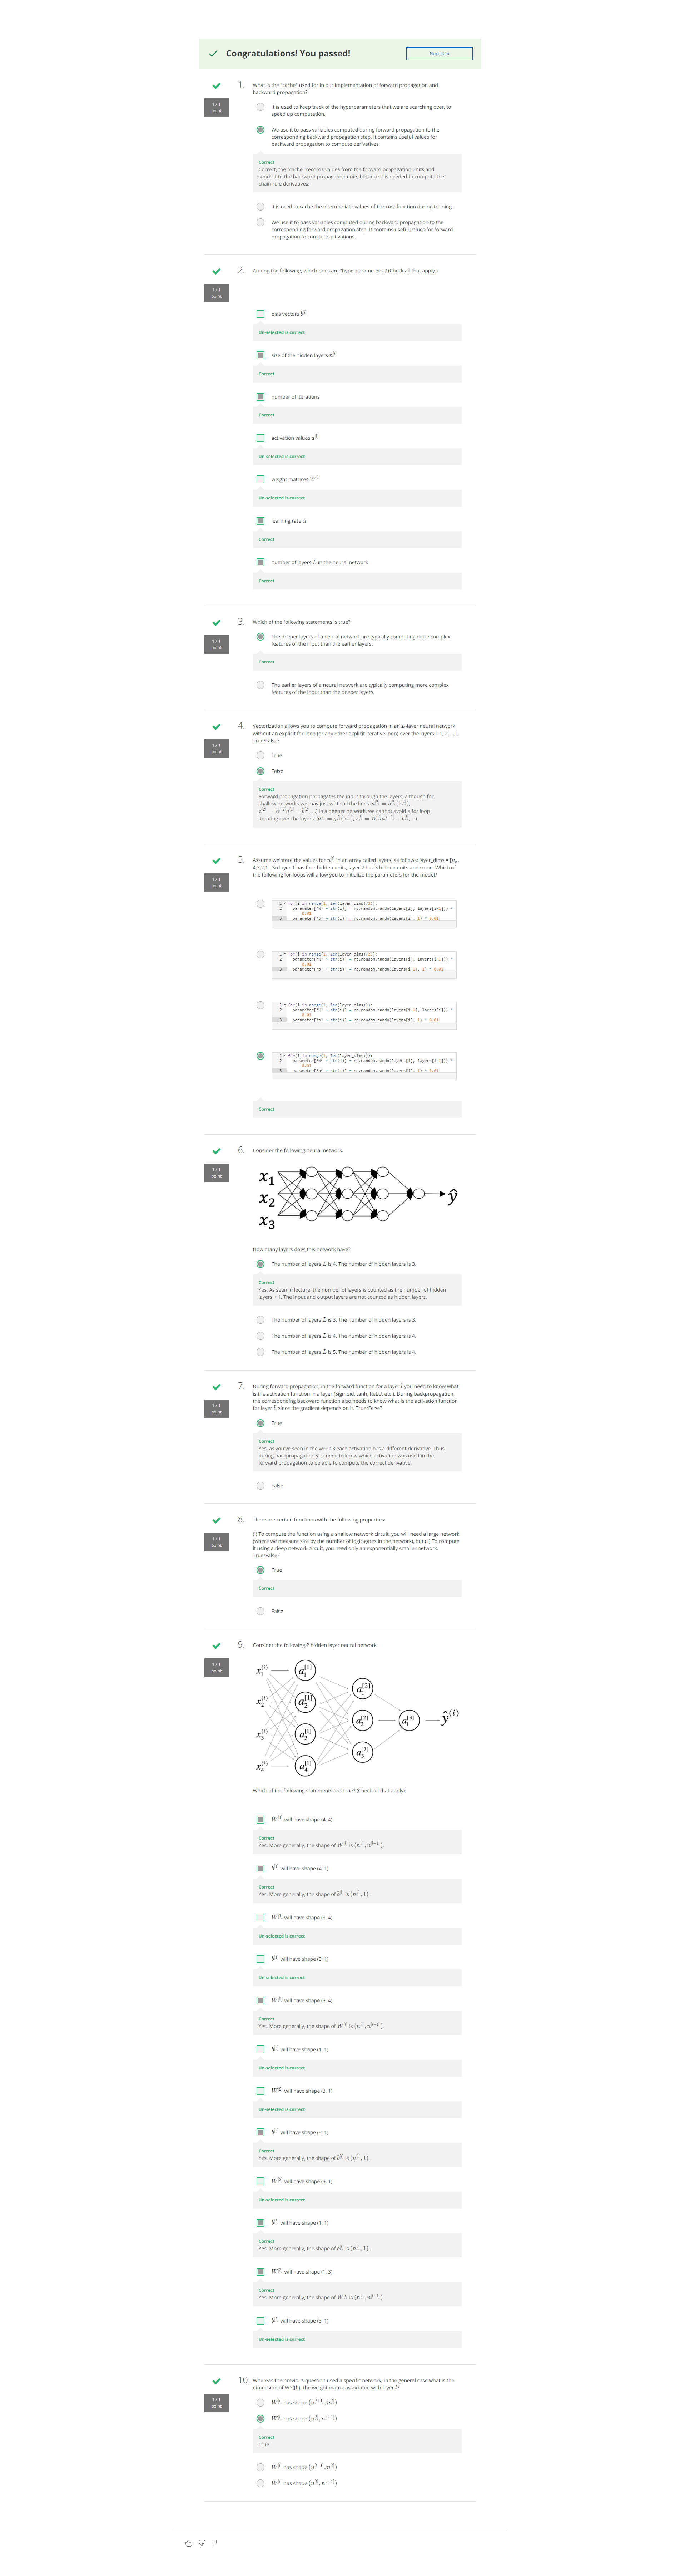 Congratulations! You passed!
Next Item
1.
1 / 1
point
What is the "cache" used for in our implementation of forward propagation and
backward propagation?
It is used to keep track of the hyperparameters that we are searching over, to
speed up computation.
We use it to pass variables computed during forward propagation to the
corresponding backward propagation step. It contains useful values for
backward propagation to compute derivatives.
Correct
Correct, the "cache" records values from the forward propagation units and
sends it to the backward propagation units because it is needed to compute the
chain rule derivatives.
It is used to cache the intermediate values of the cost function during training.
We use it to pass variables computed during backward propagation to the
corresponding forward propagation step. It contains useful values for forward
propagation to compute activations.
2.
1 / 1
point
Among the following, which ones are "hyperparameters"? (Check all that apply.)
bias vectors b[l]
Un-selected is correct
size of the hidden layers n[l]
Correct
number of iterations
Correct
activation values a[l]
Un-selected is correct
weight matrices W[l]
Un-selected is correct
learning rate α
Correct
number of layers L in the neural network
Correct
3.
1 / 1
point
Which of the following statements is true?
The deeper layers of a neural network are typically computing more complex
features of the input than the earlier layers.
Correct
The earlier layers of a neural network are typically computing more complex
features of the input than the deeper layers.
4.
1 / 1
point
Vectorization allows you to compute forward propagation in an L-layer neural network
without an explicit for-loop (or any other explicit iterative loop) over the layers l=1, 2, ...,L.
True/False?
True
False
Correct
Forward propagation propagates the input through the layers, although for
shallow networks we may just write all the lines (a[2] = g[2](z[2]),
z[2] = W[2]a[1] + b[2], ...) in a deeper network, we cannot avoid a for loop
iterating over the layers: (a[l] = g[l](z[l]), z[l] = W[l]a[l−1] + b[l], ...).
5.
1 / 1
point
Assume we store the values for n[l] in an array called layers, as follows: layer_dims = [nx,
4,3,2,1]. So layer 1 has four hidden units, layer 2 has 3 hidden units and so on. Which of
the following for-loops will allow you to initialize the parameters for the model?
1 for(i in range(1, len(layer_dims)/2)):
2 parameter['W' + str(i)] = np.random.randn(layers[i], layers[i-1])) *
0.01
3 parameter['b' + str(i)] = np.random.randn(layers[i], 1) * 0.01
1 for(i in range(1, len(layer_dims)/2)):
2 parameter['W' + str(i)] = np.random.randn(layers[i], layers[i-1])) *
0.01
3 parameter['b' + str(i)] = np.random.randn(layers[i-1], 1) * 0.01
1 for(i in range(1, len(layer_dims))):
2 parameter['W' + str(i)] = np.random.randn(layers[i-1], layers[i])) *
0.01
3 parameter['b' + str(i)] = np.random.randn(layers[i], 1) * 0.01
1 for(i in range(1, len(layer_dims))):
2 parameter['W' + str(i)] = np.random.randn(layers[i], layers[i-1])) *
0.01
3 parameter['b' + str(i)] = np.random.randn(layers[i], 1) * 0.01
Correct
6.
1 / 1
point
Consider the following neural network.
x1
x2
x3
ŷ
How many layers does this network have?
The number of layers L is 4. The number of hidden layers is 3.
Correct
Yes. As seen in lecture, the number of layers is counted as the number of hidden
layers + 1. The input and output layers are not counted as hidden layers.
The number of layers L is 3. The number of hidden layers is 3.
The number of layers L is 4. The number of hidden layers is 4.
The number of layers L is 5. The number of hidden layers is 4.
7.
1 / 1
point
During forward propagation, in the forward function for a layer l you need to know what
is the activation function in a layer (Sigmoid, tanh, ReLU, etc.). During backpropagation,
the corresponding backward function also needs to know what is the activation function
for layer l, since the gradient depends on it. True/False?
True
Correct
Yes, as you've seen in the week 3 each activation has a different derivative. Thus,
during backpropagation you need to know which activation was used in the
forward propagation to be able to compute the correct derivative.
False
8.
1 / 1
point
There are certain functions with the following properties:
(i) To compute the function using a shallow network circuit, you will need a large network
(where we measure size by the number of logic gates in the network), but (ii) To compute
it using a deep network circuit, you need only an exponentially smaller network.
True/False?
True
Correct
False
9.
1 / 1
point
Consider the following 2 hidden layer neural network:
x1(i) a1[1]
x2(i) a2[1] a1[2]
a2[2] a1[3] ŷ(i)
x3(i) a3[1] a3[2]
x4(i) a4[1]
Which of the following statements are True? (Check all that apply).
W[1] will have shape (4, 4)
Correct
Yes. More generally, the shape of W[l] is (n[l], n[l−1]).
b[1] will have shape (4, 1)
Correct
Yes. More generally, the shape of b[l] is (n[l], 1).
W[1] will have shape (3, 4)
Un-selected is correct
b[1] will have shape (3, 1)
Un-selected is correct
W[2] will have shape (3, 4)
Correct
Yes. More generally, the shape of W[l] is (n[l], n[l−1]).
b[2] will have shape (1, 1)
Un-selected is correct
W[2] will have shape (3, 1)
Un-selected is correct
b[2] will have shape (3, 1)
Correct
Yes. More generally, the shape of b[l] is (n[l], 1).
W[3] will have shape (3, 1)
Un-selected is correct
b[3] will have shape (1, 1)
Correct
Yes. More generally, the shape of b[l] is (n[l], 1).
W[3] will have shape (1, 3)
Correct
Yes. More generally, the shape of W[l] is (n[l], n[l−1]).
b[3] will have shape (3, 1)
Un-selected is correct
10.
1 / 1
point
Whereas the previous question used a specific network, in the general case what is the
dimension of W^{[l]}, the weight matrix associated with layer l?
W[l] has shape (n[l+1], n[l])
W[l] has shape (n[l], n[l−1])
Correct
True
W[l] has shape (n[l−1], n[l])
W[l] has shape (n[l], n[l+1])